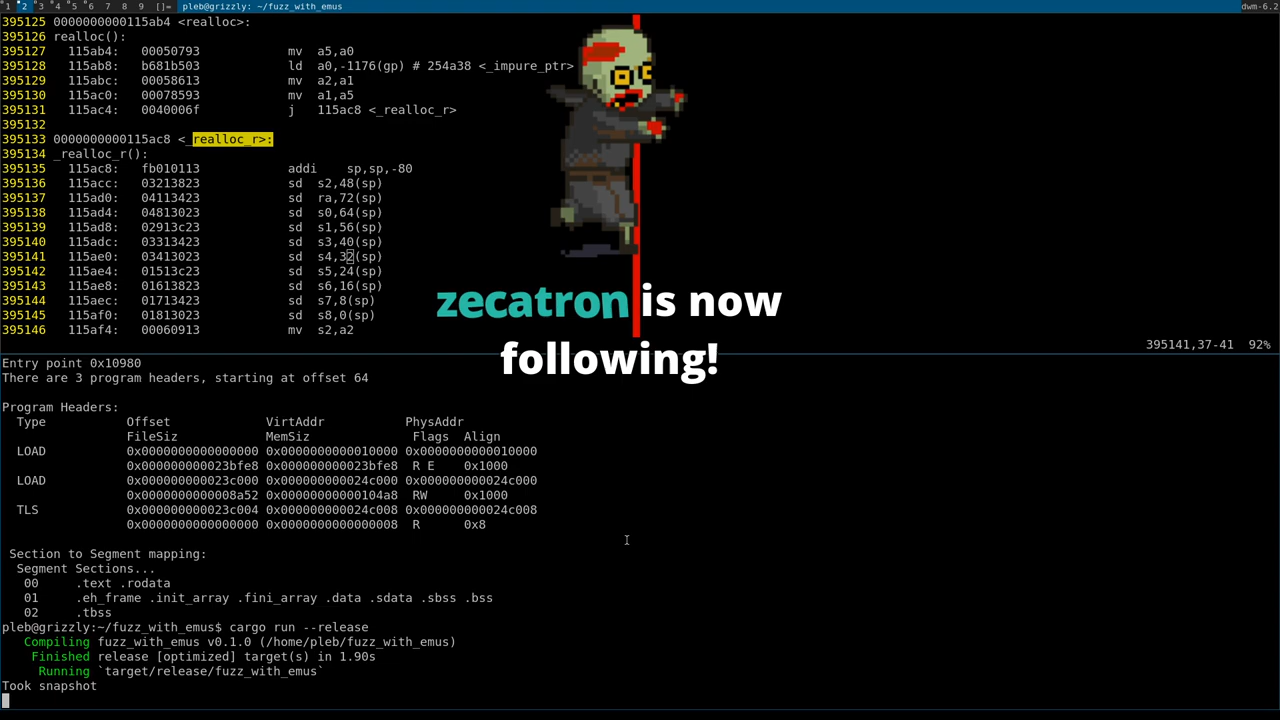 1 2 3 4 5 6 7 8 9 []= pleb@grizzly: ~/fuzz_with_emus dwm-6.2
395125 0000000000115ab4 <realloc>:
395126 realloc():
395127 115ab4: 00050793 mv a5,a0
395128 115ab8: b681b503 ld a0,-1176(gp) # 254a38 <_impure_ptr>
395129 115abc: 00058613 mv a2,a1
395130 115ac0: 00078593 mv a1,a5
395131 115ac4: 0040006f j 115ac8 <_realloc_r>
395132
395133 0000000000115ac8 <_realloc_r>:
395134 _realloc_r():
395135 115ac8: fb010113 addi sp,sp,-80
395136 115acc: 03213823 sd s2,48(sp)
395137 115ad0: 04113423 sd ra,72(sp)
395138 115ad4: 04813023 sd s0,64(sp)
395139 115ad8: 02913c23 sd s1,56(sp)
395140 115adc: 03313423 sd s3,40(sp)
395141 115ae0: 03413023 sd s4,32(sp)
395142 115ae4: 01513c23 sd s5,24(sp)
395143 115ae8: 01613823 sd s6,16(sp)
395144 115aec: 01713423 sd s7,8(sp)
395145 115af0: 01813023 sd s8,0(sp)
395146 115af4: 00060913 mv s2,a2
zecatron is now
following!
395141,37-41 92%
Entry point 0x10980
There are 3 program headers, starting at offset 64
Program Headers:
Type Offset VirtAddr PhysAddr
FileSiz MemSiz Flags Align
LOAD 0x0000000000000000 0x0000000000010000 0x0000000000010000
0x000000000023bfe8 0x000000000023bfe8 R E 0x1000
LOAD 0x000000000023c000 0x000000000024c000 0x000000000024c000
0x0000000000008a52 0x00000000000104a8 RW 0x1000
TLS 0x000000000023c004 0x000000000024c008 0x000000000024c008
0x0000000000000000 0x0000000000000008 R 0x8
Section to Segment mapping:
Segment Sections...
00 .text .rodata
01 .eh_frame .init_array .fini_array .data .sdata .sbss .bss
02 .tbss
pleb@grizzly:~/fuzz_with_emus$ cargo run --release
Compiling fuzz_with_emus v0.1.0 (/home/pleb/fuzz_with_emus)
Finished release [optimized] target(s) in 1.90s
Running `target/release/fuzz_with_emus`
Took snapshot